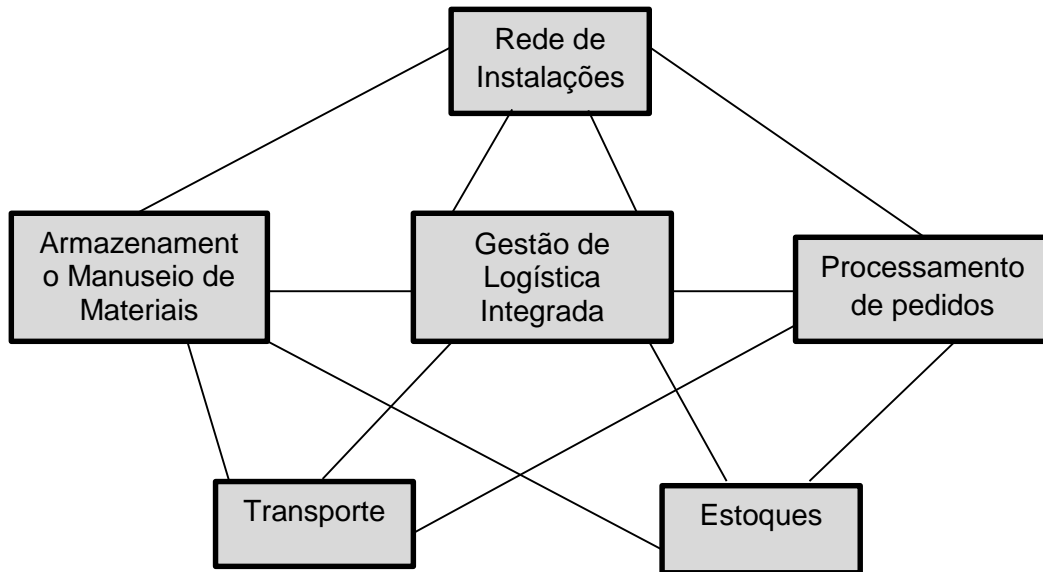 Rede de
Instalações
Armazenament
o Manuseio de
Materiais
Gestão de
Logística
Integrada
Processamento
de pedidos
Transporte
Estoques